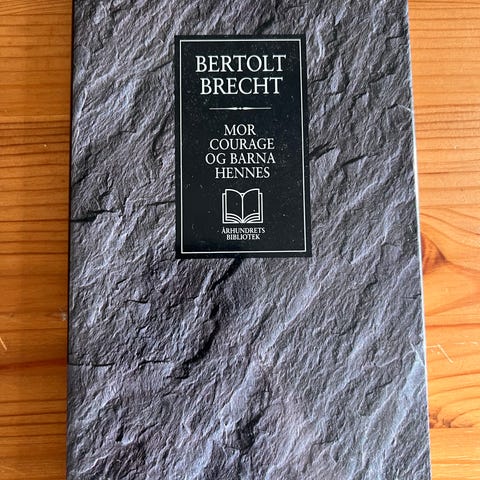 BERTOLT
BRECHT
MOR
COURAGE
OG BARNA
HENNES
ÅRHUNDRETS
BIBLIOTEK